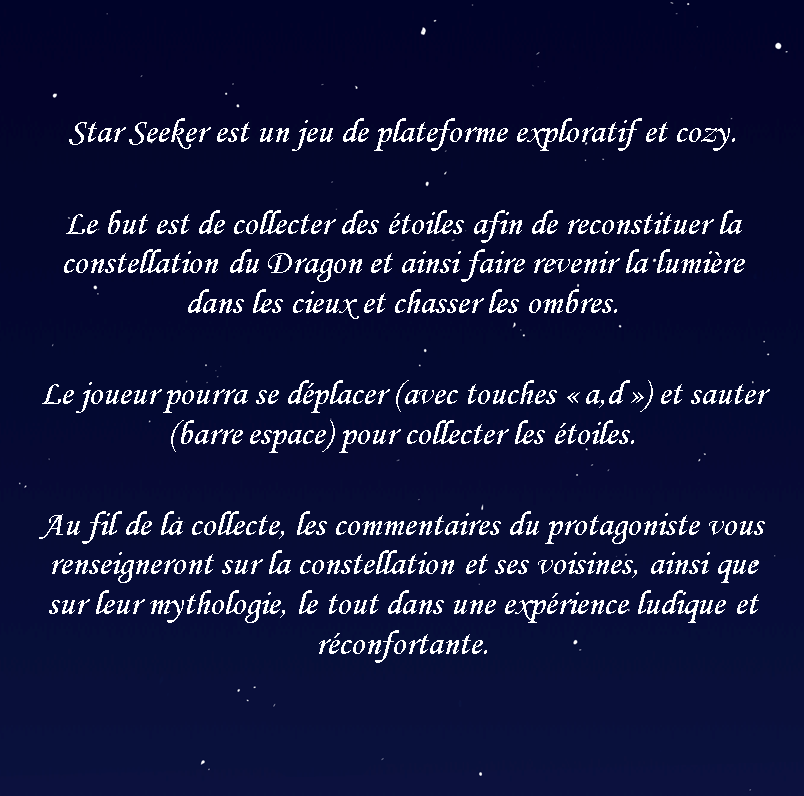 Star Seeker est un jeu de plateforme exploratif et cozy.
Le but est de collecter des étoiles afin de reconstituer la
constellation du Dragon et ainsi faire revenir la lumière
dans les cieux et chasser les ombres.
Le joueur pourra se déplacer (avec touches « a,d ») et sauter
(barre espace) pour collecter les étoiles.
Au fil de la collecte, les commentaires du protagoniste vous
renseigneront sur la constellation et ses voisines, ainsi que
sur leur mythologie, le tout dans une expérience ludique et
réconfortante.